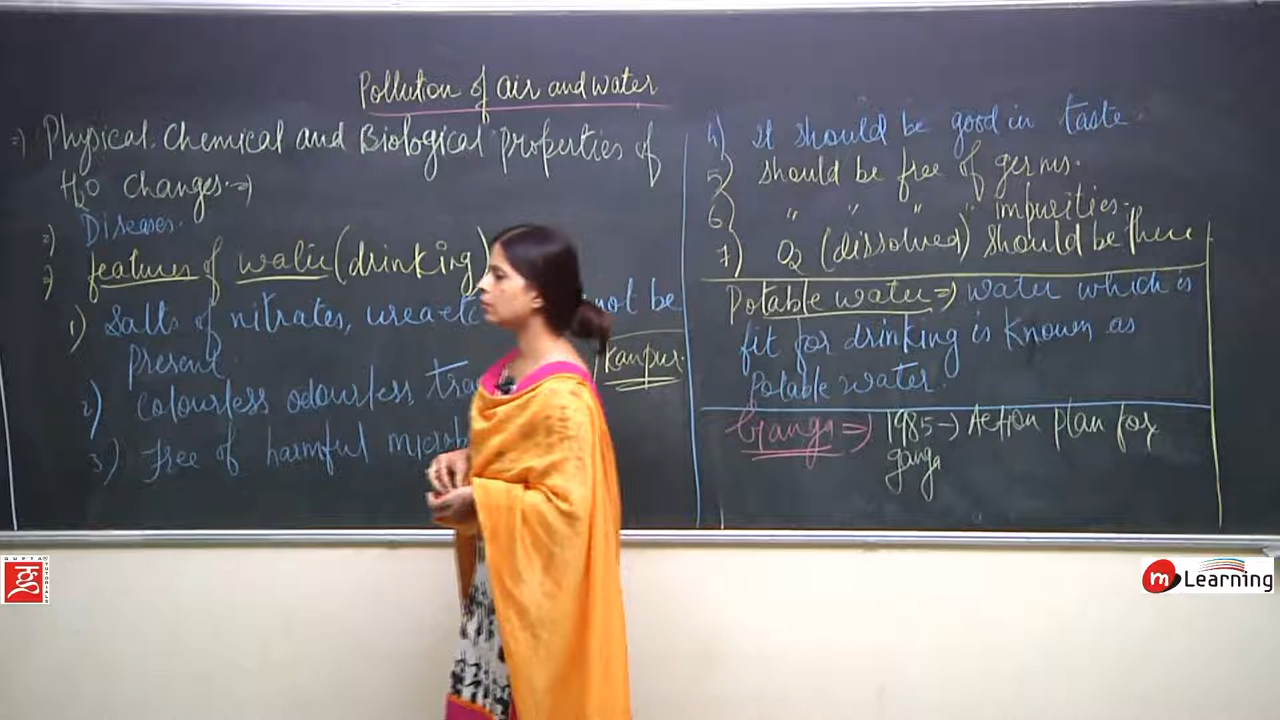 Pollution of air and water
=) Physical. Chemical and Biological properties of
H2O Changes. =)
=) Diseases.
=) features of water (drinking)
1) Salts of nitrates, urea etc not be
present
2) Colourless odourless
3) Free of harmful
Kanpur.
4) it should be good in taste.
5) should be free of germs.
6) " " " " impurities.
7) O2 (dissolved) should be there
Potable water => water which is
fit for drinking is known as
potable water.
Ganga => 1985 -> Action plan for
ganga
GUPTA TUTORIALS
m Learning